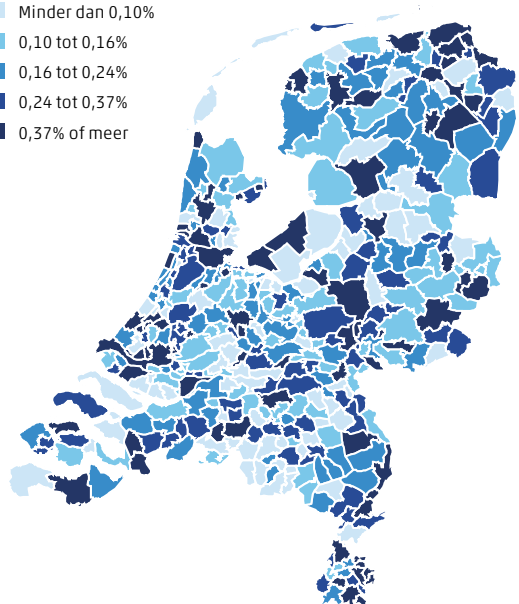 Minder dan 0,10%
0,10 tot 0,16%
0,16 tot 0,24%
0,24 tot 0,37%
0,37% of meer